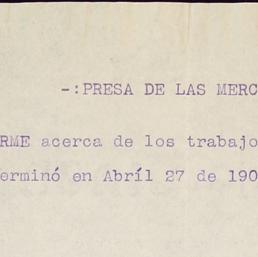 -:PRESA DE LAS MERC
RME acerca de los trabajo
erminó en Abríl 27 de 190